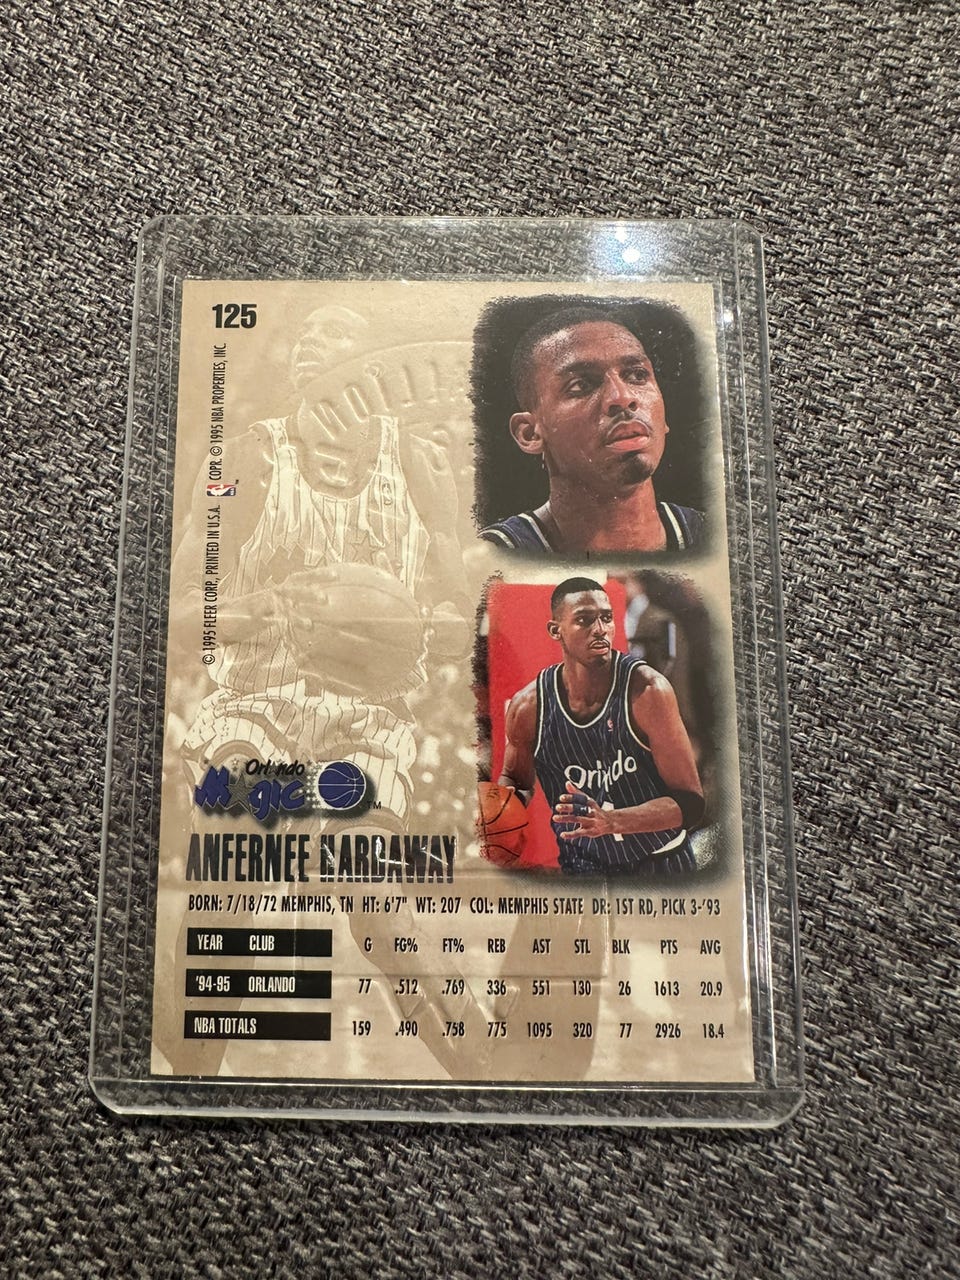 125
© 1995 FLEER CORP., PRINTED IN U.S.A. NBA COPR. © 1995 NBA PROPERTIES, INC.
Orlando
Orlando
Magic TM
ANFERNEE HARDAWAY
BORN: 7/18/72 MEMPHIS, TN HT: 6'7" WT: 207 COL: MEMPHIS STATE DR: 1ST RD, PICK 3-'93
YEAR CLUB G FG% FT% REB AST STL BLK PTS AVG
'94-95 ORLANDO 77 .512 .769 336 551 130 26 1613 20.9
NBA TOTALS 159 .490 .758 775 1095 320 77 2926 18.4